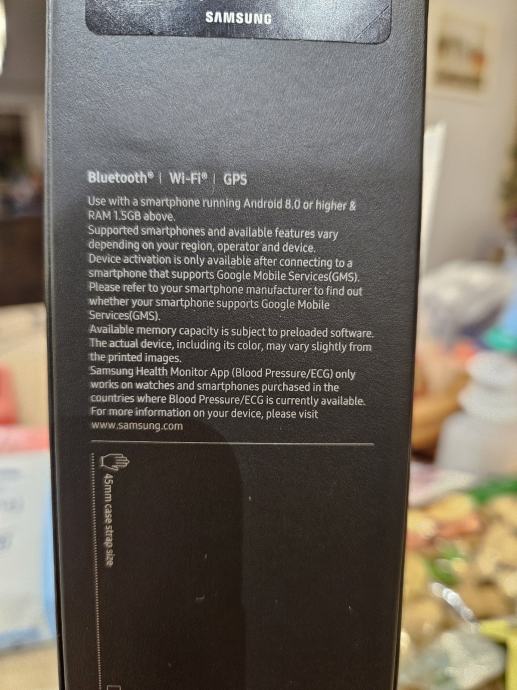 SAMSUNG
Bluetooth® | Wi-Fi® | GPS
Use with a smartphone running Android 8.0 or higher &
RAM 1.5GB above.
Supported smartphones and available features vary
depending on your region, operator and device.
Device activation is only available after connecting to a
smartphone that supports Google Mobile Services(GMS).
Please refer to your smartphone manufacturer to find out
whether your smartphone supports Google Mobile
Services(GMS).
Available memory capacity is subject to preloaded software.
The actual device, including its color, may vary slightly from
the printed images.
Samsung Health Monitor App (Blood Pressure/ECG) only
works on watches and smartphones purchased in the
countries where Blood Pressure/ECG is currently available.
For more information on your device, please visit
www.samsung.com
45mm case strap size